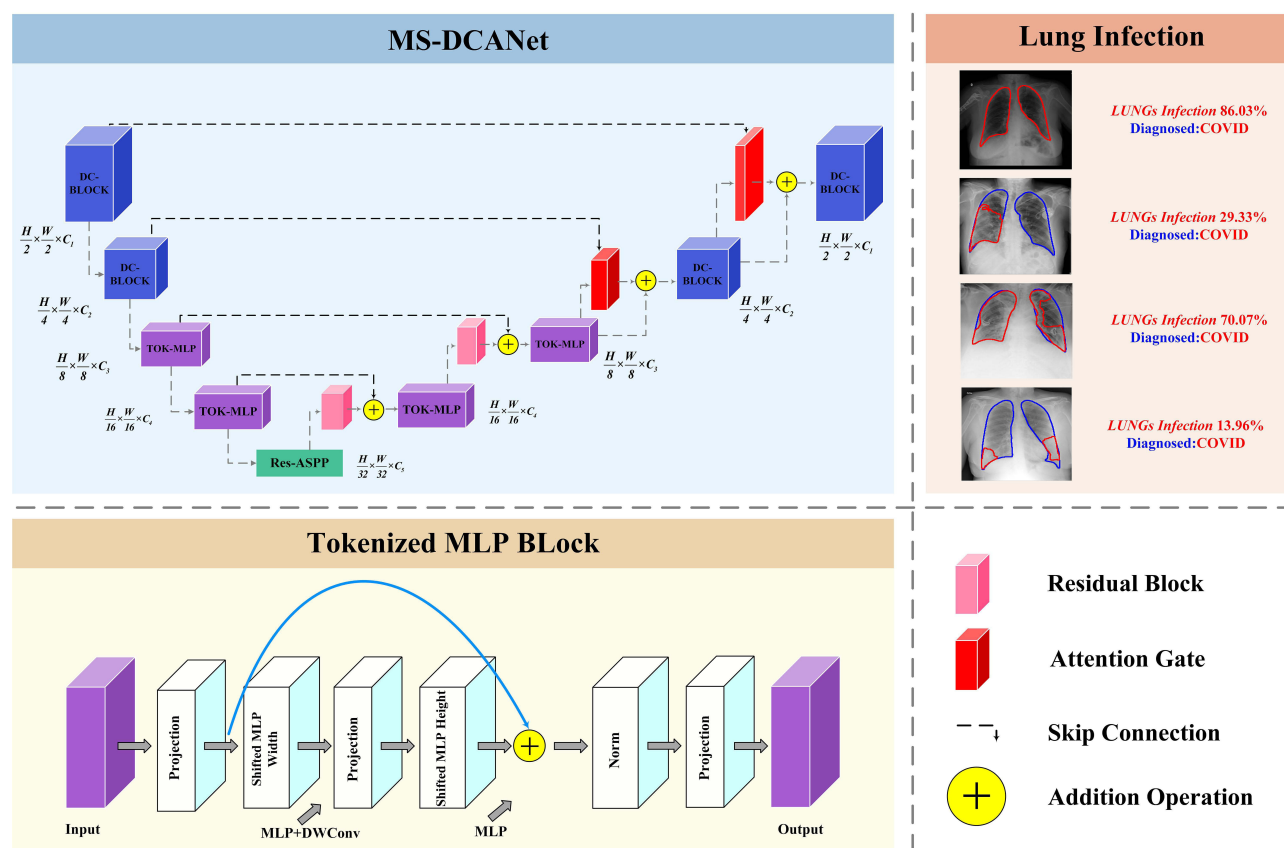 MS-DCANet
DC-
BLOCK
H/2×W/2×C₁
DC-
BLOCK
H/4×W/4×C₂
TOK-MLP
H/8×W/8×C₃
TOK-MLP
H/16×W/16×C₄
Res-ASPP
H/32×W/32×C₅
TOK-MLP
H/16×W/16×C₄
TOK-MLP
H/8×W/8×C₃
DC-
BLOCK
H/4×W/4×C₂
DC-
BLOCK
H/2×W/2×C₁
Lung Infection
LUNGs Infection 86.03%
Diagnosed:COVID
LUNGs Infection 29.33%
Diagnosed:COVID
LUNGs Infection 70.07%
Diagnosed:COVID
LUNGs Infection 13.96%
Diagnosed:COVID
Tokenized MLP BLock
Input
Projection
Shifted MLP
Width
MLP+DWConv
Projection
Shifted MLP Height
MLP
Norm
Projection
Output
Residual Block
Attention Gate
Skip Connection
Addition Operation